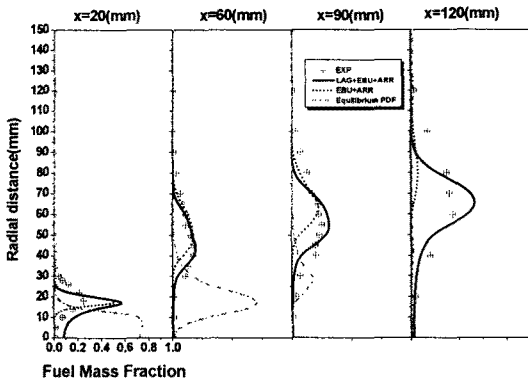 x=20(mm) x=60(mm) x=90(mm) x=120(mm)
150
140
130
120
110
100
90
80
70
60
50
40
30
20
10
0
Radial distance(mm)
EXP
LAG+EBU+ARR
EBU+ARR
Equilibrium PDF
0.0 0.2 0.4 0.6 0.8 1.0
Fuel Mass Fraction